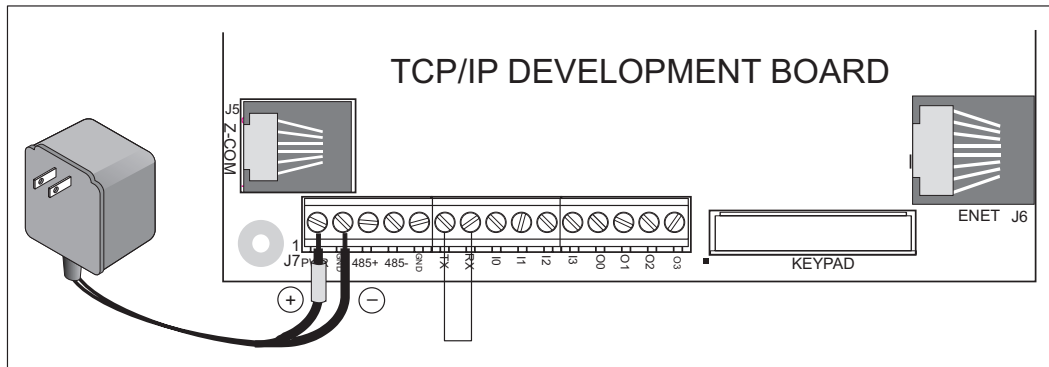 TCP/IP DEVELOPMENT BOARD
J5
Z-COM
ENET J6
1
J7
PWR GND 485+ 485- GND TX RX I0 I1 I2 I3 O0 O1 O2 O3
KEYPAD
+ −